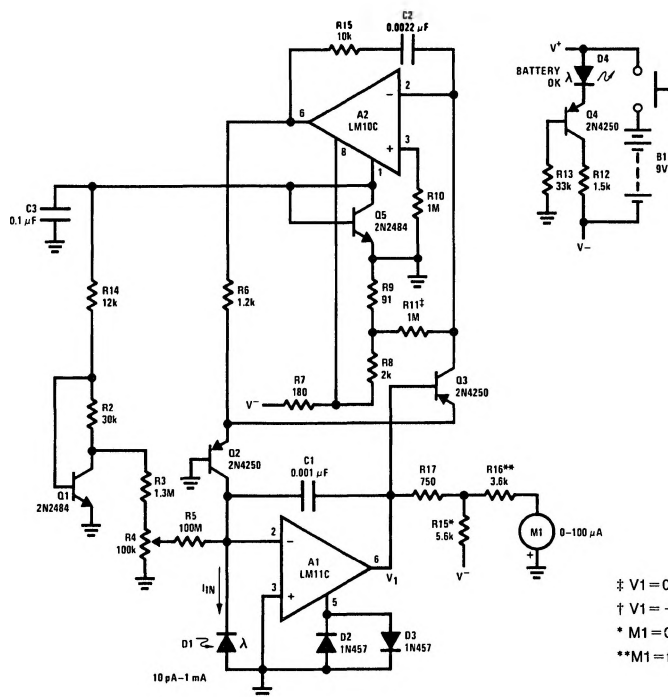 C2
0.0022 µF
R15
10k
V+
D4
BATTERY
OK
λ
Q4
2N4250
B1
9V
R13
33k
R12
1.5k
V−
A2
LM10C
−
+
2
3
6
8
1
R10
1M
C3
0.1 µF
Q5
2N2484
R14
12k
R6
1.2k
R9
91
R11‡
1M
R8
2k
V−
R7
180
Q3
2N4250
R2
30k
Q1
2N2484
Q2
2N4250
C1
0.001 µF
R3
1.3M
R4
100k
R5
100M
R17
750
R16**
3.6k
R15*
5.6k
V−
M1
0–100 µA
+
A1
LM11C
−
+
2
3
6
5
V1
IIN
D1
λ
D2
1N457
D3
1N457
10 pA–1 mA
‡ V1=0
† V1=-
* M1=0
**M1=